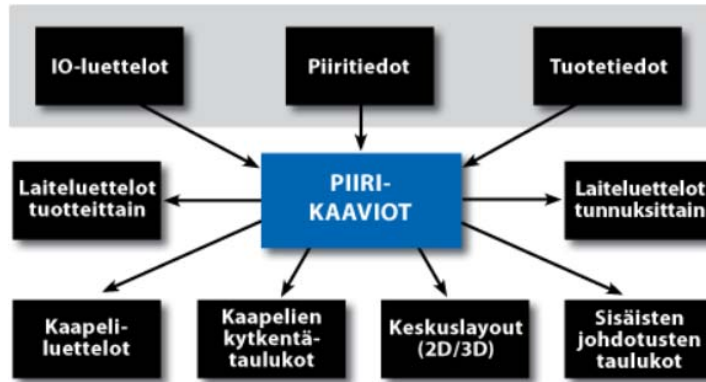 IO-luettelot
Piiritiedot
Tuotetiedot
PIIRI-
KAAVIOT
Laiteluettelot
tuotteittain
Laiteluettelot
tunnuksittain
Kaapeli-
luettelot
Kaapelien
kytkentä-
taulukot
Keskuslayout
(2D/3D)
Sisäisten
johdotusten
taulukot